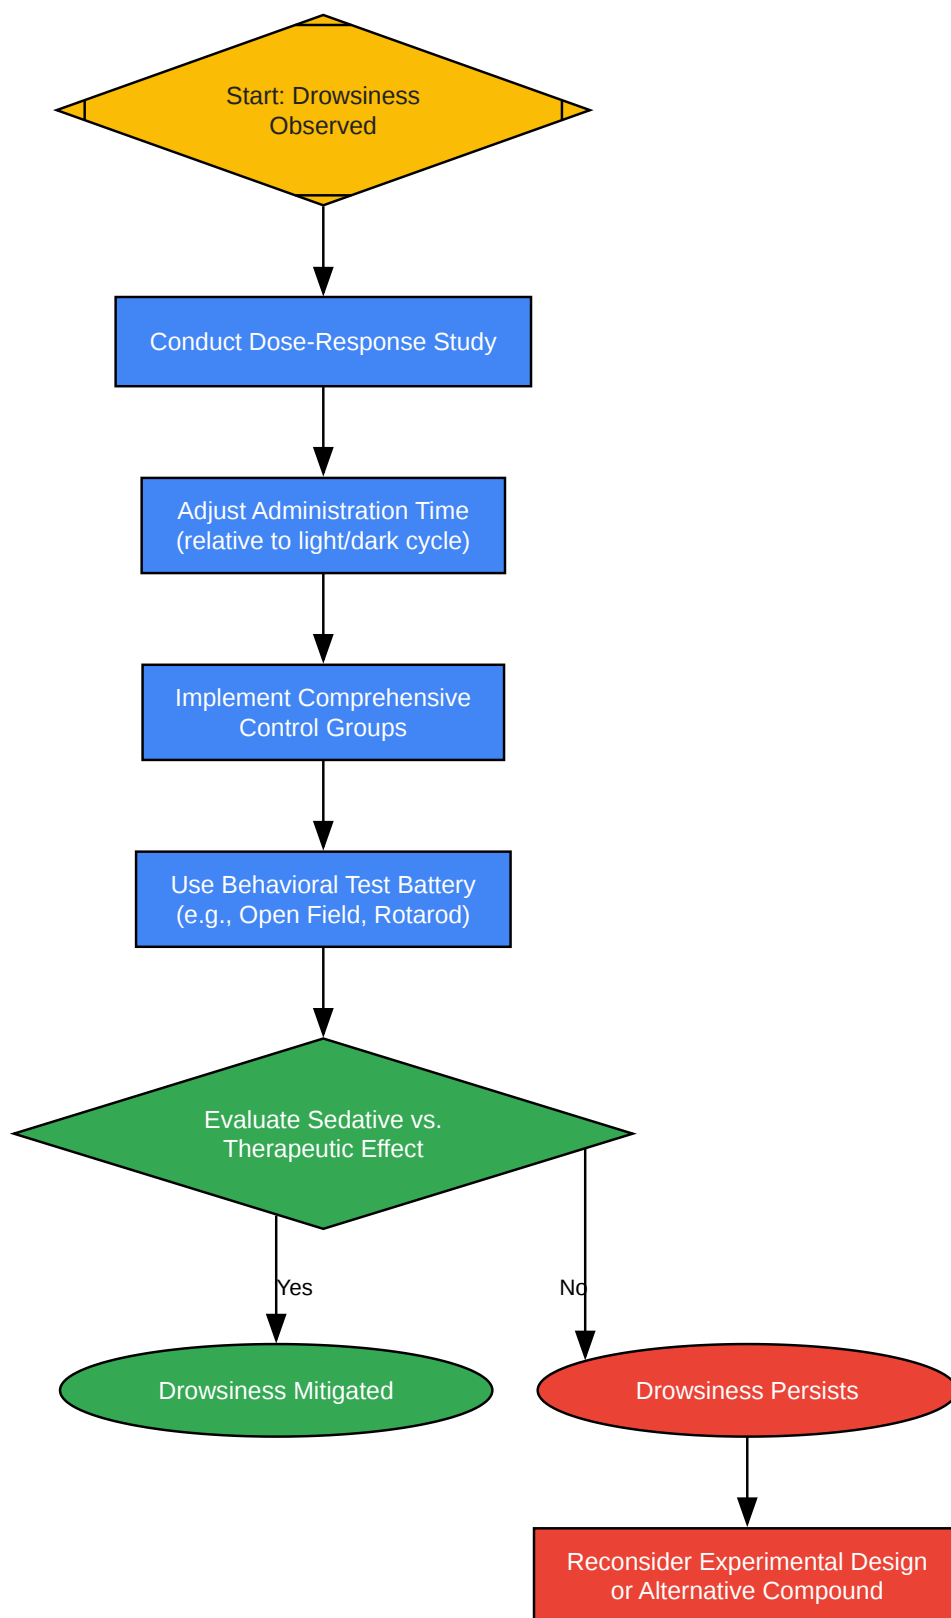 Start: Drowsiness
Observed
Conduct Dose-Response Study
Adjust Administration Time
(relative to light/dark cycle)
Implement Comprehensive
Control Groups
Use Behavioral Test Battery
(e.g., Open Field, Rotarod)
Evaluate Sedative vs.
Therapeutic Effect
Yes
No
Drowsiness Mitigated
Drowsiness Persists
Reconsider Experimental Design
or Alternative Compound